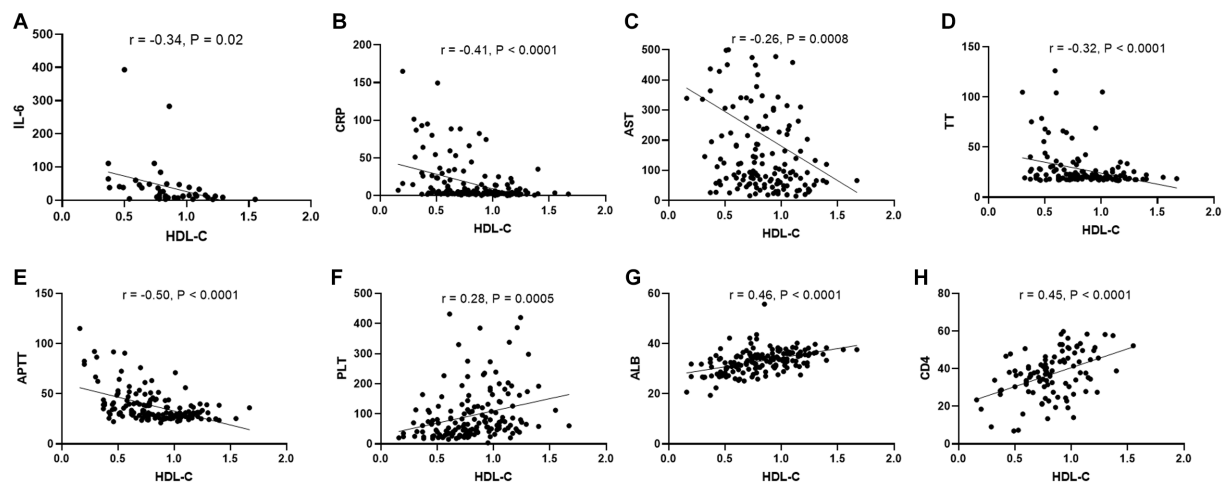 A
r = -0.34, P = 0.02
IL-6
500
400
300
200
100
0
0.0 0.5 1.0 1.5 2.0
HDL-C
B
r = -0.41, P < 0.0001
CRP
200
150
100
50
0
0.0 0.5 1.0 1.5 2.0
HDL-C
C
r = -0.26, P = 0.0008
AST
500
400
300
200
100
0
0.0 0.5 1.0 1.5 2.0
HDL-C
D
r = -0.32, P < 0.0001
TT
150
100
50
0
0.0 0.5 1.0 1.5 2.0
HDL-C
E
r = -0.50, P < 0.0001
APTT
150
100
50
0
0.0 0.5 1.0 1.5 2.0
HDL-C
F
r = 0.28, P = 0.0005
PLT
500
400
300
200
100
0
0.0 0.5 1.0 1.5 2.0
HDL-C
G
r = 0.46, P < 0.0001
ALB
60
40
20
0
0.0 0.5 1.0 1.5 2.0
HDL-C
H
r = 0.45, P < 0.0001
CD4
80
60
40
20
0
0.0 0.5 1.0 1.5 2.0
HDL-C